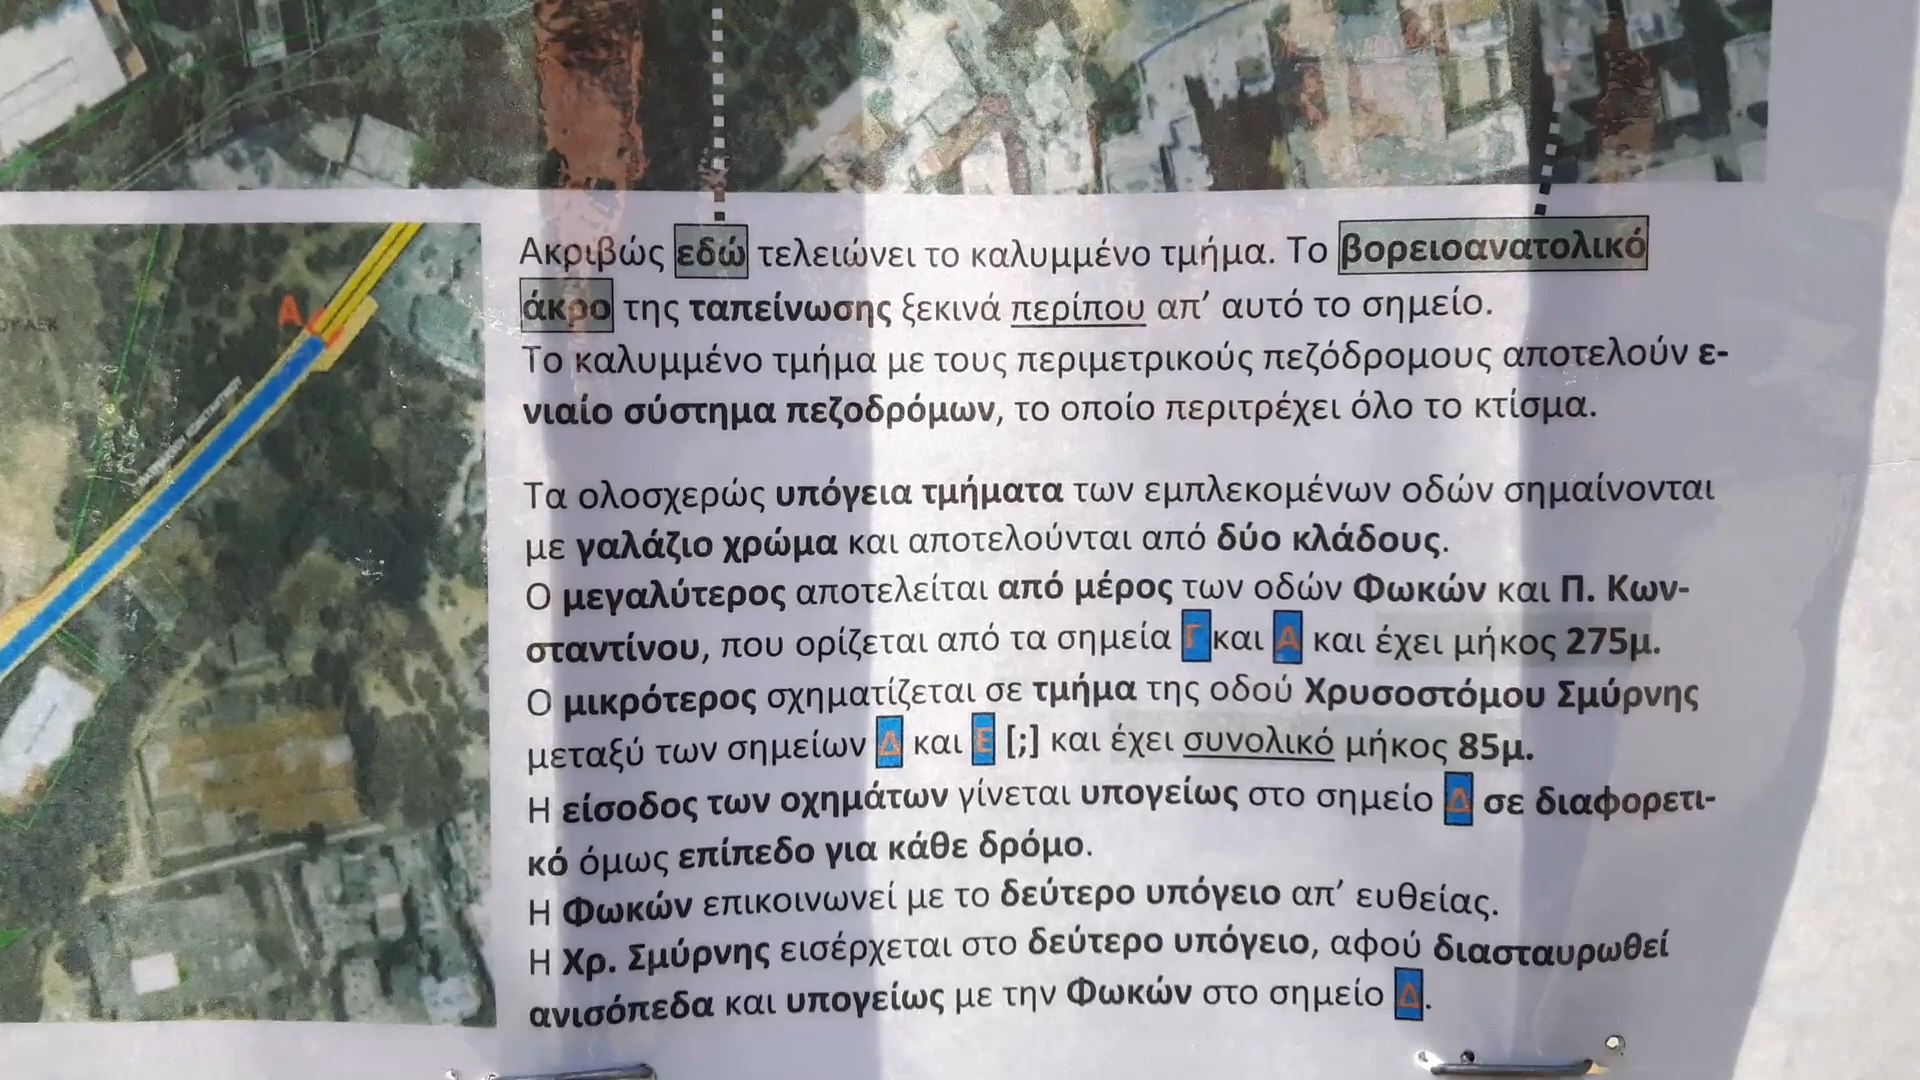 Α
Ακριβώς εδώ τελειώνει το καλυμμένο τμήμα. Το βορειοανατολικό
άκρο της ταπείνωσης ξεκινά περίπου απ’ αυτό το σημείο.
Το καλυμμένο τμήμα με τους περιμετρικούς πεζόδρομους αποτελούν ε-
νιαίο σύστημα πεζοδρόμων, το οποίο περιτρέχει όλο το κτίσμα.
Τα ολοσχερώς υπόγεια τμήματα των εμπλεκομένων οδών σημαίνονται
με γαλάζιο χρώμα και αποτελούνται από δύο κλάδους.
Ο μεγαλύτερος αποτελείται από μέρος των οδών Φωκών και Π. Κων-
σταντίνου, που ορίζεται από τα σημεία Γ και Α και έχει μήκος 275μ.
Ο μικρότερος σχηματίζεται σε τμήμα της οδού Χρυσοστόμου Σμύρνης
μεταξύ των σημείων Δ και Ε [;] και έχει συνολικό μήκος 85μ.
Η είσοδος των οχημάτων γίνεται υπογείως στο σημείο Δ σε διαφορετι-
κό όμως επίπεδο για κάθε δρόμο.
Η Φωκών επικοινωνεί με το δεύτερο υπόγειο απ’ ευθείας.
Η Χρ. Σμύρνης εισέρχεται στο δεύτερο υπόγειο, αφού διασταυρωθεί
ανισόπεδα και υπογείως με την Φωκών στο σημείο Δ.